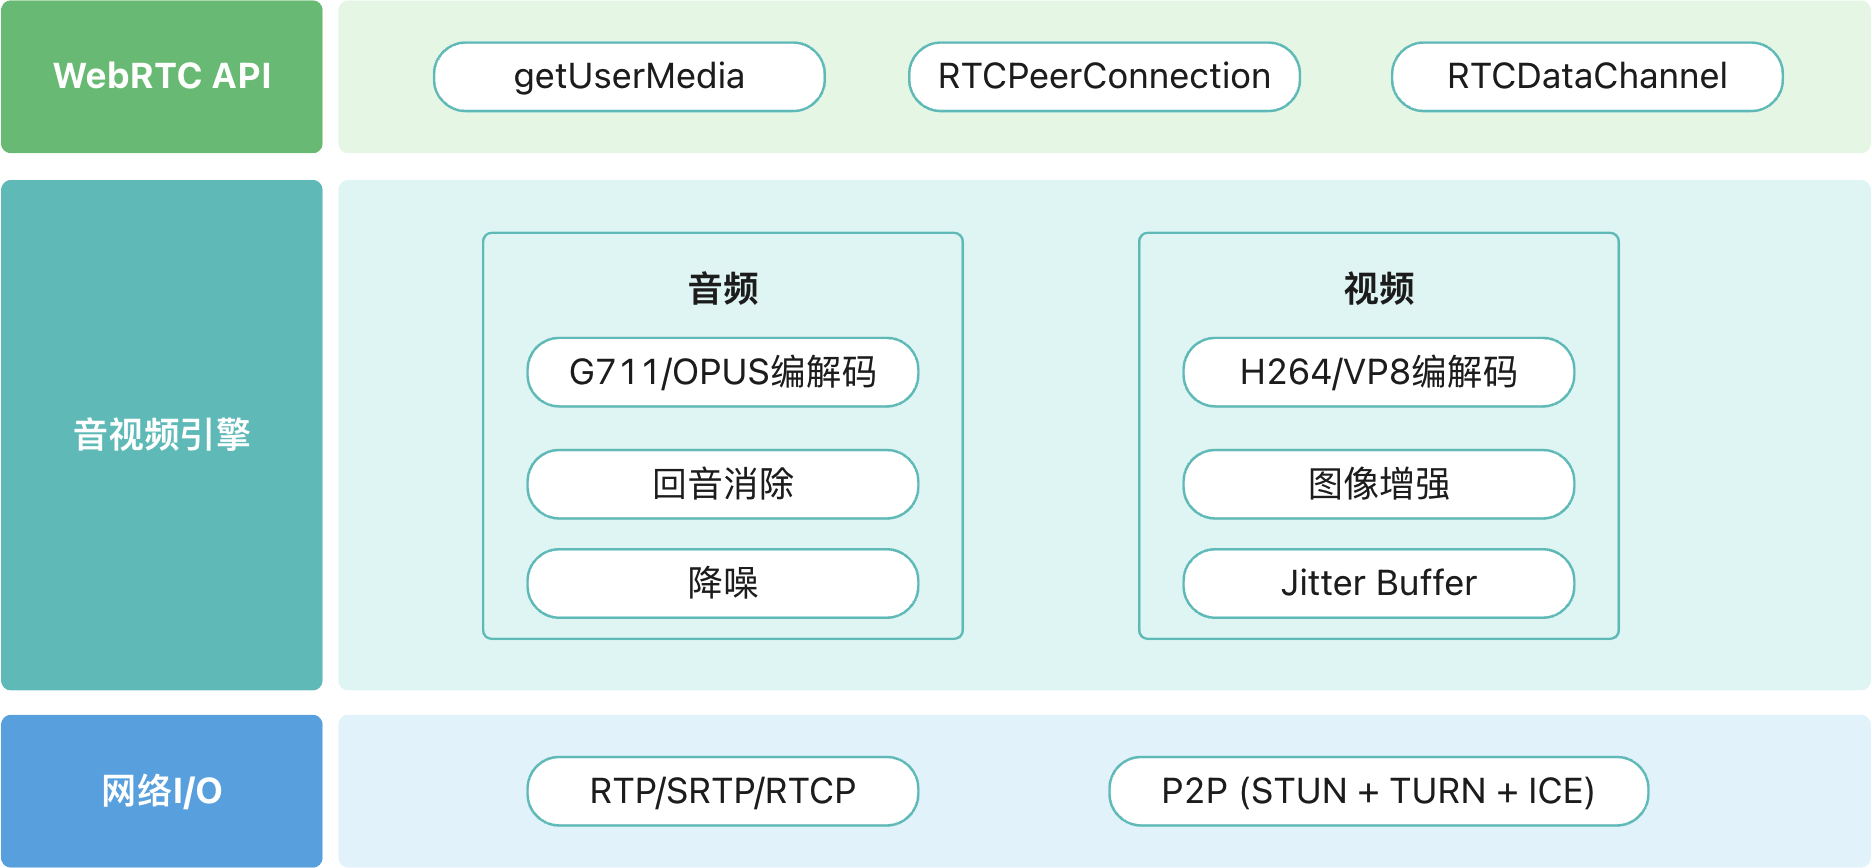 WebRTC API
getUserMedia
RTCPeerConnection
RTCDataChannel
音视频引擎
音频
G711/OPUS编解码
回音消除
降噪
视频
H264/VP8编解码
图像增强
Jitter Buffer
网络I/O
RTP/SRTP/RTCP
P2P (STUN + TURN + ICE)